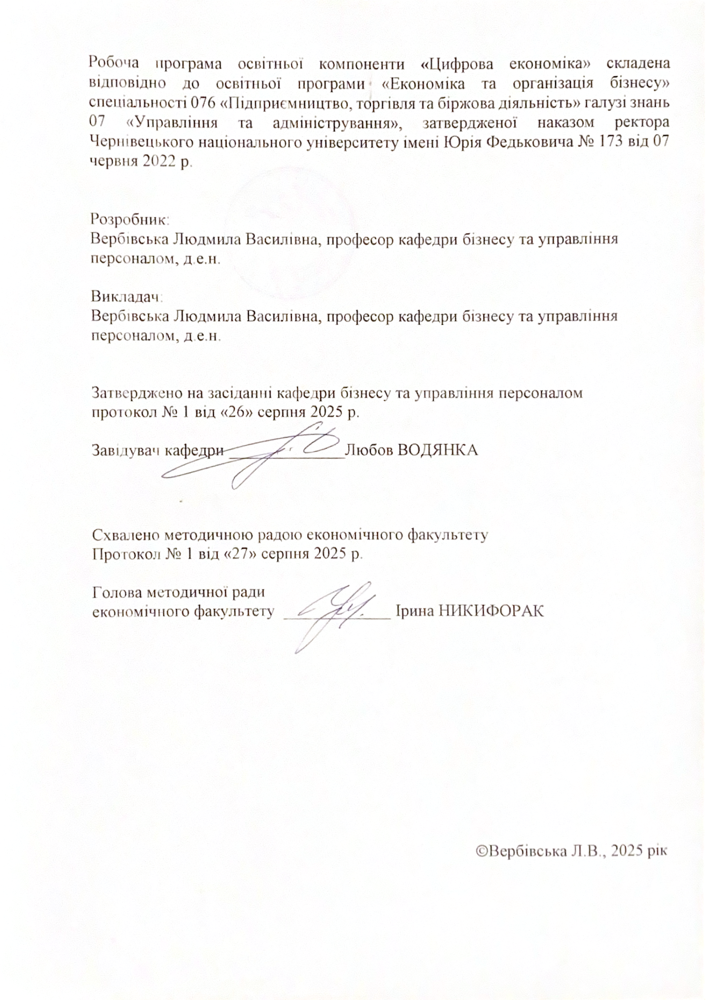 Робоча програма освітньої компоненти «Цифрова економіка» складена
відповідно до освітньої програми «Економіка та організація бізнесу»
спеціальності 076 «Підприємництво, торгівля та біржова діяльність» галузі знань
07 «Управління та адміністрування», затвердженої наказом ректора
Чернівецького національного університету імені Юрія Федьковича № 173 від 07
червня 2022 р.
Розробник:
Вербівська Людмила Василівна, професор кафедри бізнесу та управління
персоналом, д.е.н.
Викладач:
Вербівська Людмила Василівна, професор кафедри бізнесу та управління
персоналом, д.е.н.
Затверджено на засіданні кафедри бізнесу та управління персоналом
протокол № 1 від «26» серпня 2025 р.
Завідувач кафедри ______________Любов ВОДЯНКА
Схвалено методичною радою економічного факультету
Протокол № 1 від «27» серпня 2025 р.
Голова методичної ради
економічного факультету _____________ Ірина НИКИФОРАК
©Вербівська Л.В., 2025 рік